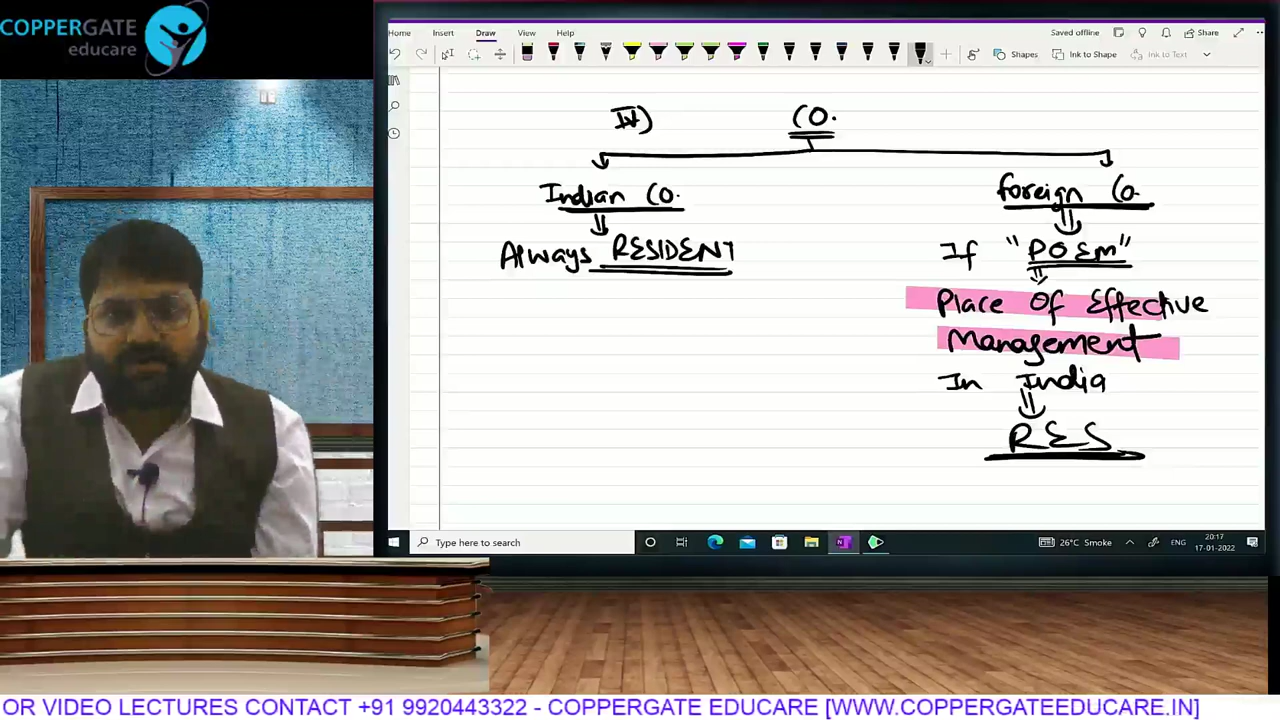 COPPERGATE
educare
Home Insert Draw View Help
Saved offline
Share
Shapes
Ink to Shape
Ink to Text
IV) CO.
Indian CO.
foreign CO.
Always RESIDENT
If "POEM"
Place Of Effective
Management
In India
RES
Type here to search
26°C Smoke
ENG
20:17
17-01-2022
OR VIDEO LECTURES CONTACT +91 9920443322 - COPPERGATE EDUCARE [WWW.COPPERGATE.IN]